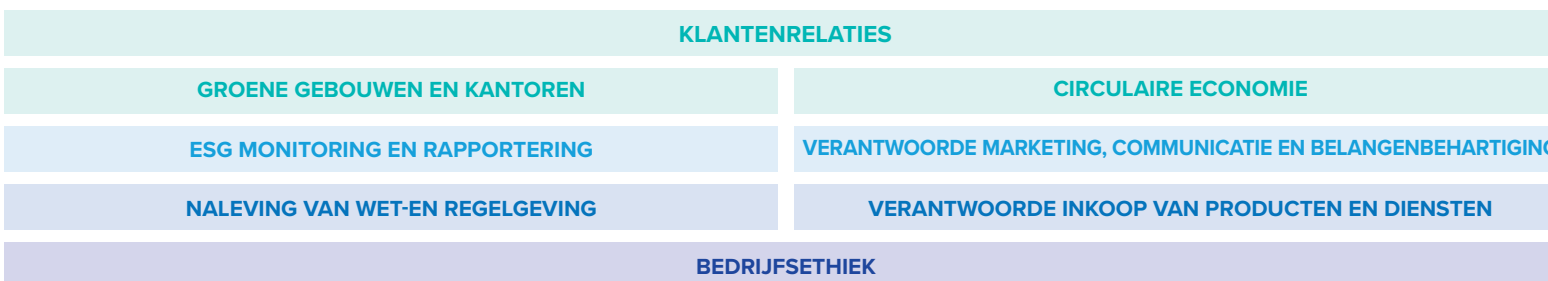 KLANTENRELATIES
GROENE GEBOUWEN EN KANTOREN
CIRCULAIRE ECONOMIE
ESG MONITORING EN RAPPORTERING
VERANTWOORDE MARKETING, COMMUNICATIE EN BELANGENBEHARTIGING
NALEVING VAN WET-EN REGELGEVING
VERANTWOORDE INKOOP VAN PRODUCTEN EN DIENSTEN
BEDRIJFSETHIEK